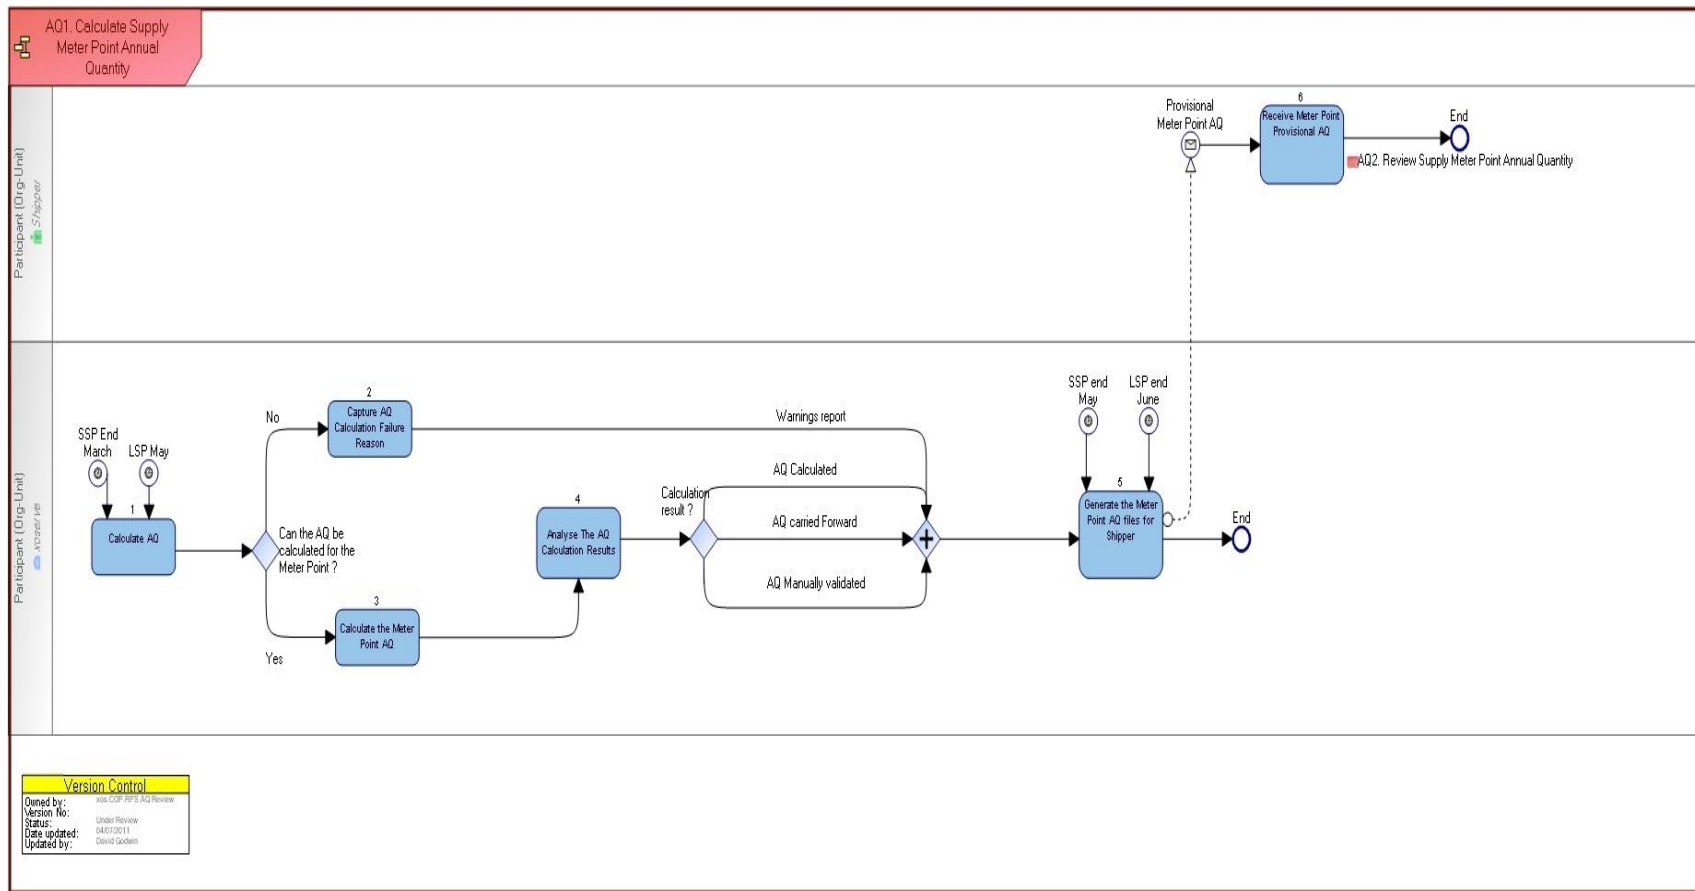 AQ1. Calculate Supply
Meter Point Annual
Quantity
Participant (Org-Unit)
Shipper
Provisional
Meter Point AQ
6
Receive Meter Point
Provisional AQ
End
AQ2. Review Supply Meter Point Annual Quantity
Participant (Org-Unit)
xoserve
SSP End
March
LSP May
1
Calculate AQ
No
2
Capture AQ
Calculation Failure
Reason
Can the AQ be
calculated for the
Meter Point ?
Yes
3
Calculate the Meter
Point AQ
4
Analyse The AQ
Calculation Results
Calculation
result ?
Warnings report
AQ Calculated
AQ carried Forward
AQ Manually validated
SSP end
May
LSP end
June
5
Generate the Meter
Point AQ files for
Shipper
End
Version Control
Owned by: xos.COP.RPS.AQ Review
Version No:
Status: Under Review
Date updated: 04/07/2011
Updated by: David Godwin